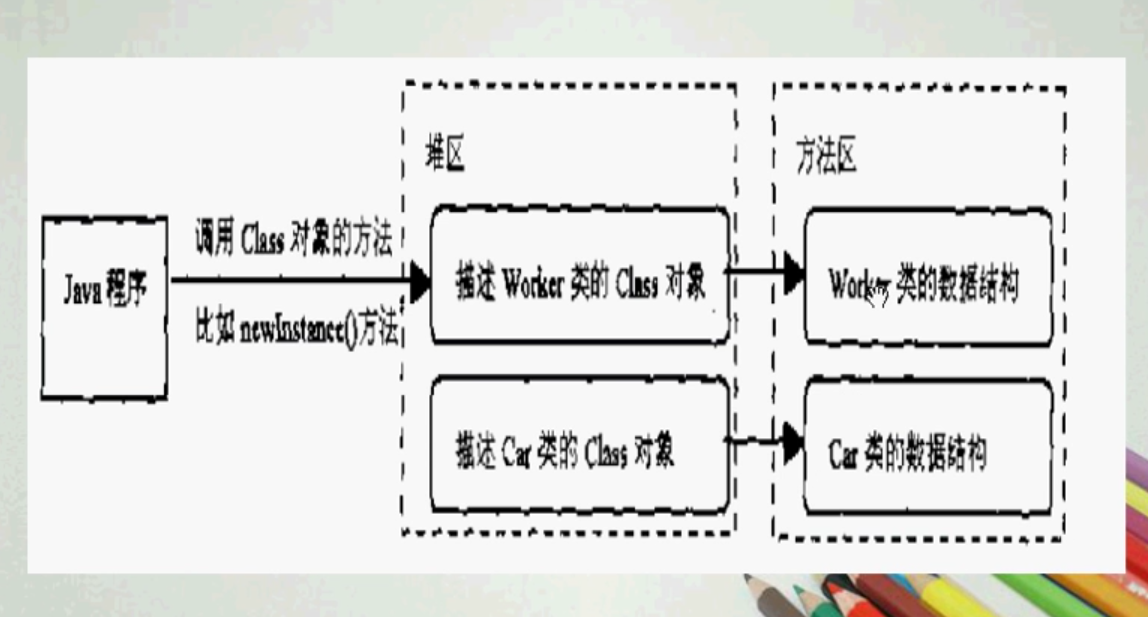 堆区
方法区
调用 Class 对象的方法
Java 程序
描述 Worker 类的 Class 对象
Worker 类的数据结构
比如 newInstance()方法
描述 Car 类的 Class 对象
Car 类的数据结构